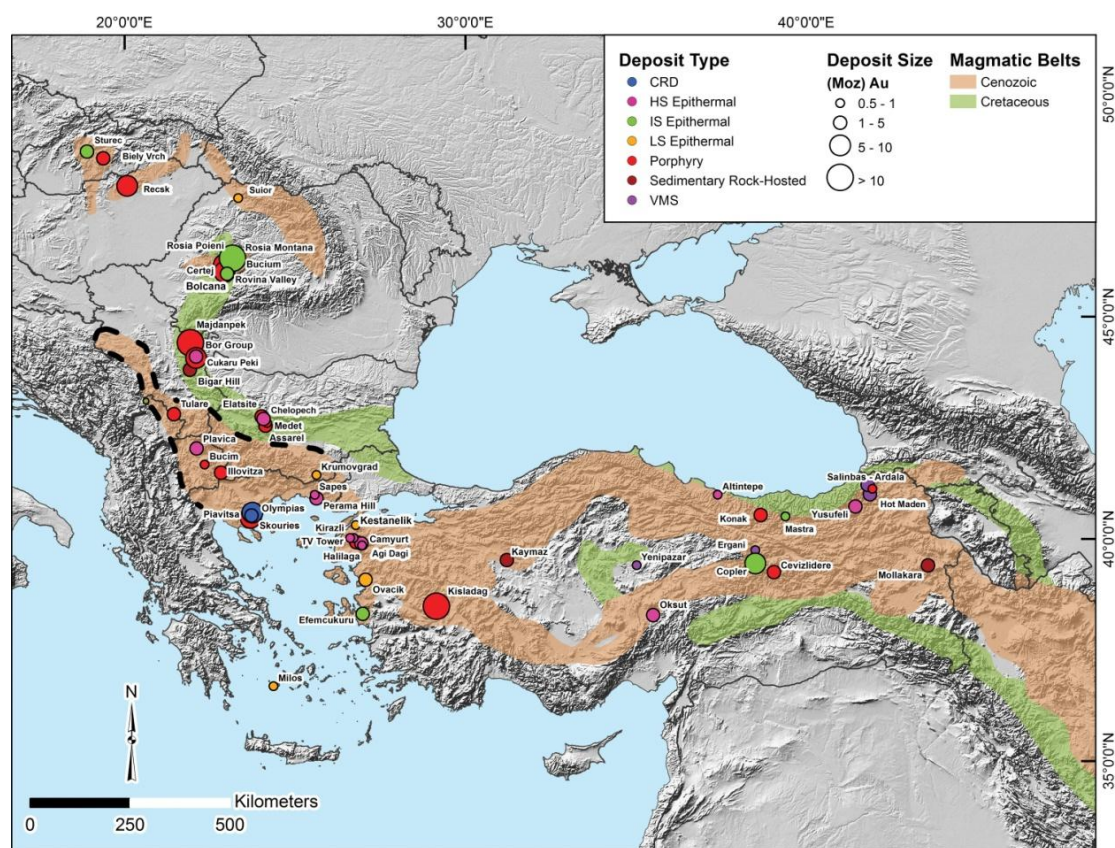 20°0'0"E
30°0'0"E
40°0'0"E
Deposit Type
CRD
HS Epithermal
IS Epithermal
LS Epithermal
Porphyry
Sedimentary Rock-Hosted
VMS
Deposit Size
(Moz) Au
0.5 - 1
1 - 5
5 - 10
> 10
Magmatic Belts
Cenozoic
Cretaceous
50°0'0"N
45°0'0"N
40°0'0"N
35°0'0"N
Sturec
Biely Vrch
Recsk
Suior
Rosia Poieni
Rosia Montana
Bucium
Certej
Rovina Valley
Bolcana
Majdanpek
Bor Group
Cukaru Peki
Bigar Hill
Tulare
Elatsite
Chelopech
Medet
Assarel
Plavica
Bucim
Illovitza
Krumovgrad
Sapes
Perama Hill
Piavitsa
Olympias
Skouries
Kirazli
Kestanelik
TV Tower
Camyurt
Halilaga
Agi Dagi
Ovacik
Efemcukuru
Kisladag
Kaymaz
Milos
Altintepe
Salinbas - Ardala
Hot Maden
Yusufeli
Konak
Mastra
Ergani
Yenipazar
Copler
Cevizlidere
Mollakara
Oksut
N
Kilometers
0
250
500